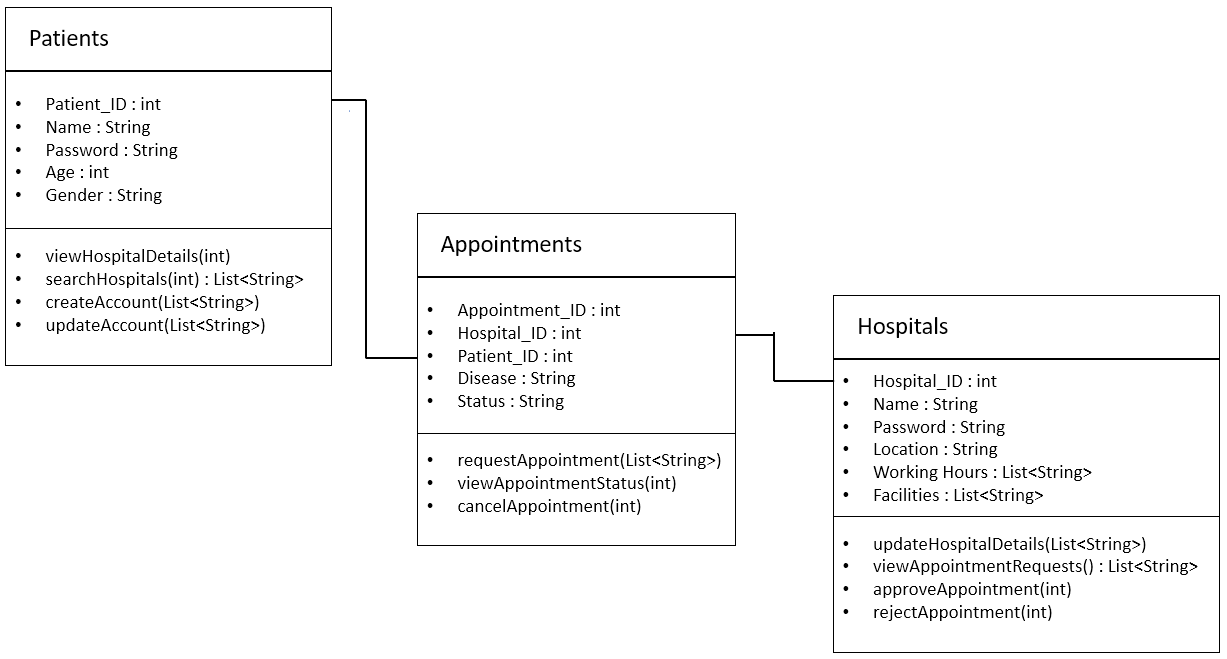 Patients
• Patient_ID : int
• Name : String
• Password : String
• Age : int
• Gender : String
• viewHospitalDetails(int)
• searchHospitals(int) : List<String>
• createAccount(List<String>)
• updateAccount(List<String>)
Appointments
• Appointment_ID : int
• Hospital_ID : int
• Patient_ID : int
• Disease : String
• Status : String
• requestAppointment(List<String>)
• viewAppointmentStatus(int)
• cancelAppointment(int)
Hospitals
• Hospital_ID : int
• Name : String
• Password : String
• Location : String
• Working Hours : List<String>
• Facilities : List<String>
• updateHospitalDetails(List<String>)
• viewAppointmentRequests() : List<String>
• approveAppointment(int)
• rejectAppointment(int)